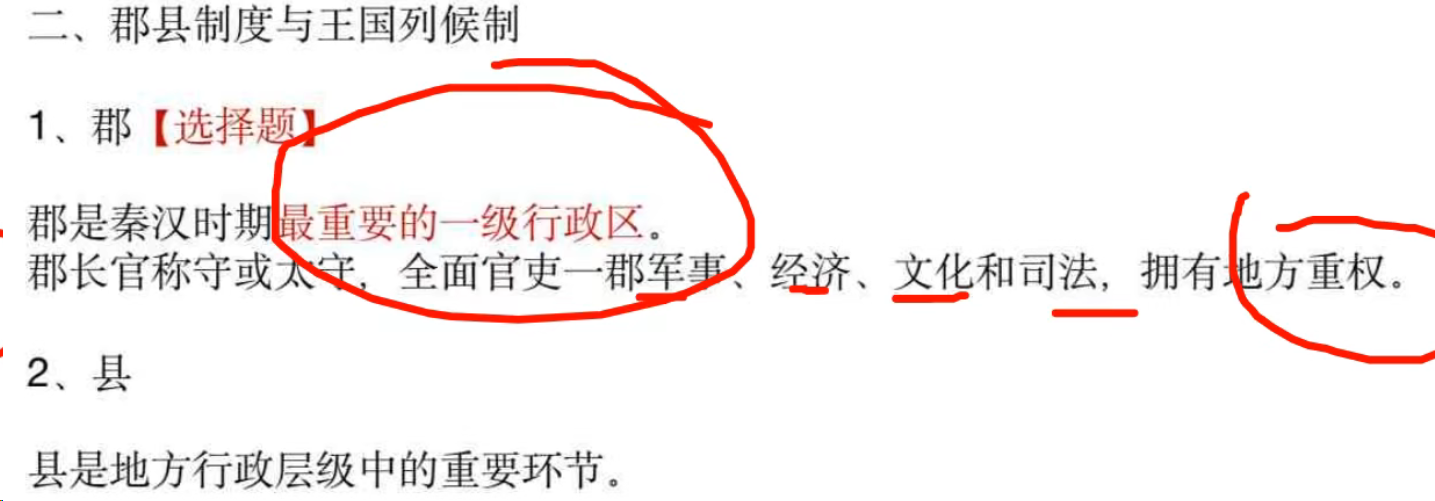 二、郡县制度与王国列候制
1、郡【选择题】
郡是秦汉时期最重要的一级行政区。
郡长官称守或太守，全面官吏一郡军事、经济、文化和司法，拥有地方重权。
2、县
县是地方行政层级中的重要环节。